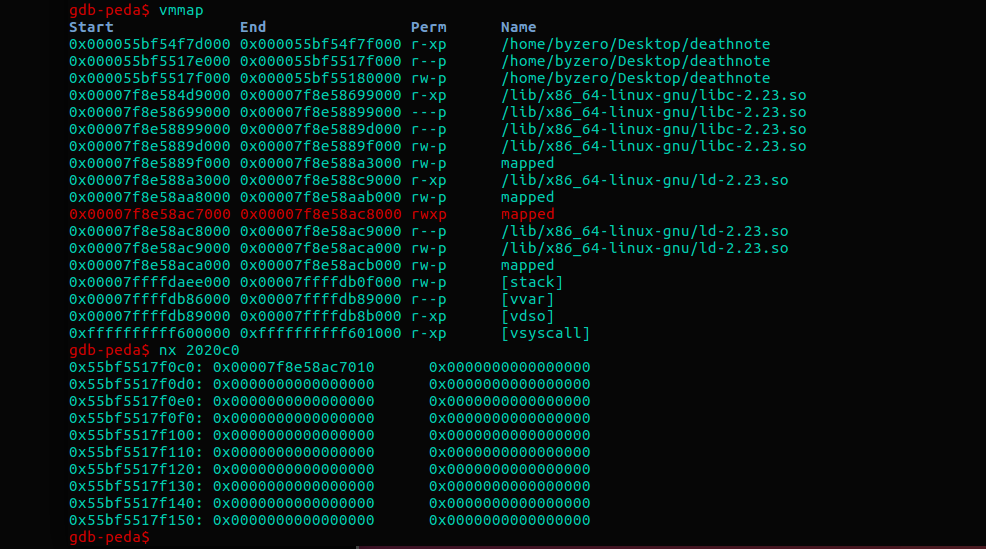 gdb-peda$ vmmap
Start End Perm Name
0x000055bf54f7d000 0x000055bf54f7f000 r-xp /home/byzero/Desktop/deathnote
0x000055bf5517e000 0x000055bf5517f000 r--p /home/byzero/Desktop/deathnote
0x000055bf5517f000 0x000055bf55180000 rw-p /home/byzero/Desktop/deathnote
0x00007f8e584d9000 0x00007f8e58699000 r-xp /lib/x86_64-linux-gnu/libc-2.23.so
0x00007f8e58699000 0x00007f8e58899000 ---p /lib/x86_64-linux-gnu/libc-2.23.so
0x00007f8e58899000 0x00007f8e5889d000 r--p /lib/x86_64-linux-gnu/libc-2.23.so
0x00007f8e5889d000 0x00007f8e5889f000 rw-p /lib/x86_64-linux-gnu/libc-2.23.so
0x00007f8e5889f000 0x00007f8e588a3000 rw-p mapped
0x00007f8e588a3000 0x00007f8e588c9000 r-xp /lib/x86_64-linux-gnu/ld-2.23.so
0x00007f8e58aa8000 0x00007f8e58aab000 rw-p mapped
0x00007f8e58ac7000 0x00007f8e58ac8000 rwxp mapped
0x00007f8e58ac8000 0x00007f8e58ac9000 r--p /lib/x86_64-linux-gnu/ld-2.23.so
0x00007f8e58ac9000 0x00007f8e58aca000 rw-p /lib/x86_64-linux-gnu/ld-2.23.so
0x00007f8e58aca000 0x00007f8e58acb000 rw-p mapped
0x00007ffffdaee000 0x00007ffffdb0f000 rw-p [stack]
0x00007ffffdb86000 0x00007ffffdb89000 r--p [vvar]
0x00007ffffdb89000 0x00007ffffdb8b000 r-xp [vdso]
0xffffffffff600000 0xffffffffff601000 r-xp [vsyscall]
gdb-peda$ nx 2020c0
0x55bf5517f0c0: 0x00007f8e58ac7010 0x0000000000000000
0x55bf5517f0d0: 0x0000000000000000 0x0000000000000000
0x55bf5517f0e0: 0x0000000000000000 0x0000000000000000
0x55bf5517f0f0: 0x0000000000000000 0x0000000000000000
0x55bf5517f100: 0x0000000000000000 0x0000000000000000
0x55bf5517f110: 0x0000000000000000 0x0000000000000000
0x55bf5517f120: 0x0000000000000000 0x0000000000000000
0x55bf5517f130: 0x0000000000000000 0x0000000000000000
0x55bf5517f140: 0x0000000000000000 0x0000000000000000
0x55bf5517f150: 0x0000000000000000 0x0000000000000000
gdb-peda$